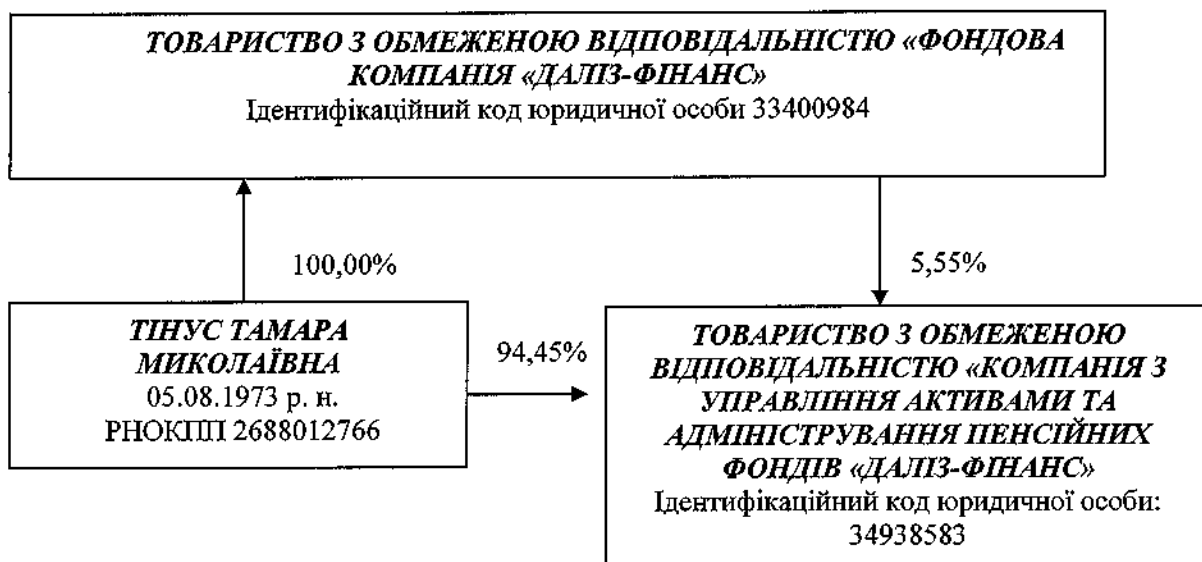 ТОВАРИСТВО З ОБМЕЖЕНОЮ ВІДПОВІДАЛЬНІСТЮ «ФОНДОВА
КОМПАНІЯ «ДАЛІЗ-ФІНАНС»
Ідентифікаційний код юридичної особи 33400984
100,00%
5,55%
ТІНУС ТАМАРА
МИКОЛАЇВНА
05.08.1973 р. н.
РНОКПП 2688012766
94,45%
ТОВАРИСТВО З ОБМЕЖЕНОЮ
ВІДПОВІДАЛЬНІСТЮ «КОМПАНІЯ З
УПРАВЛІННЯ АКТИВАМИ ТА
АДМІНІСТРУВАННЯ ПЕНСІЙНИХ
ФОНДІВ «ДАЛІЗ-ФІНАНС»
Ідентифікаційний код юридичної особи:
34938583